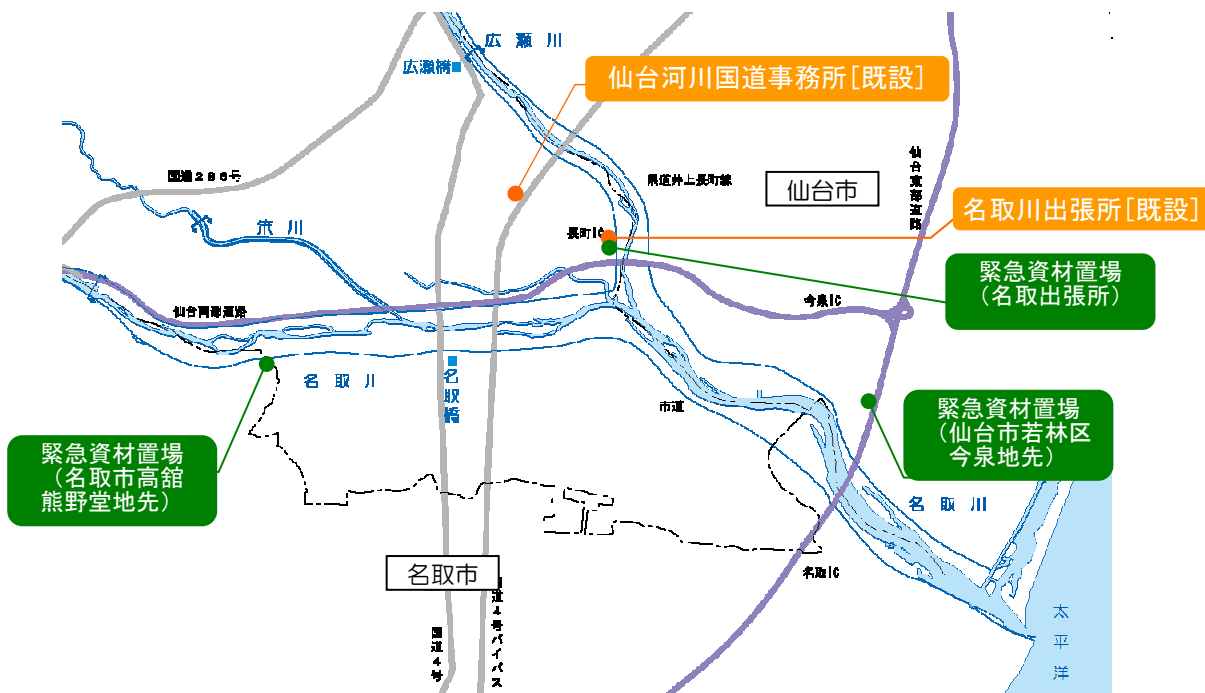 広瀬川
広瀬橋
仙台河川国道事務所[既設]
国道286号
仙台東部道路
県道井上長町線
仙台市
名取川出張所[既設]
笊川
長町IC
緊急資材置場
(名取出張所)
今泉IC
仙台南部道路
名取川
名取橋
市道
緊急資材置場
(仙台市若林区
今泉地先)
緊急資材置場
(名取市高舘
熊野堂地先)
名取川
名取市
名取IC
国道4号
道4号バイパス
太平洋